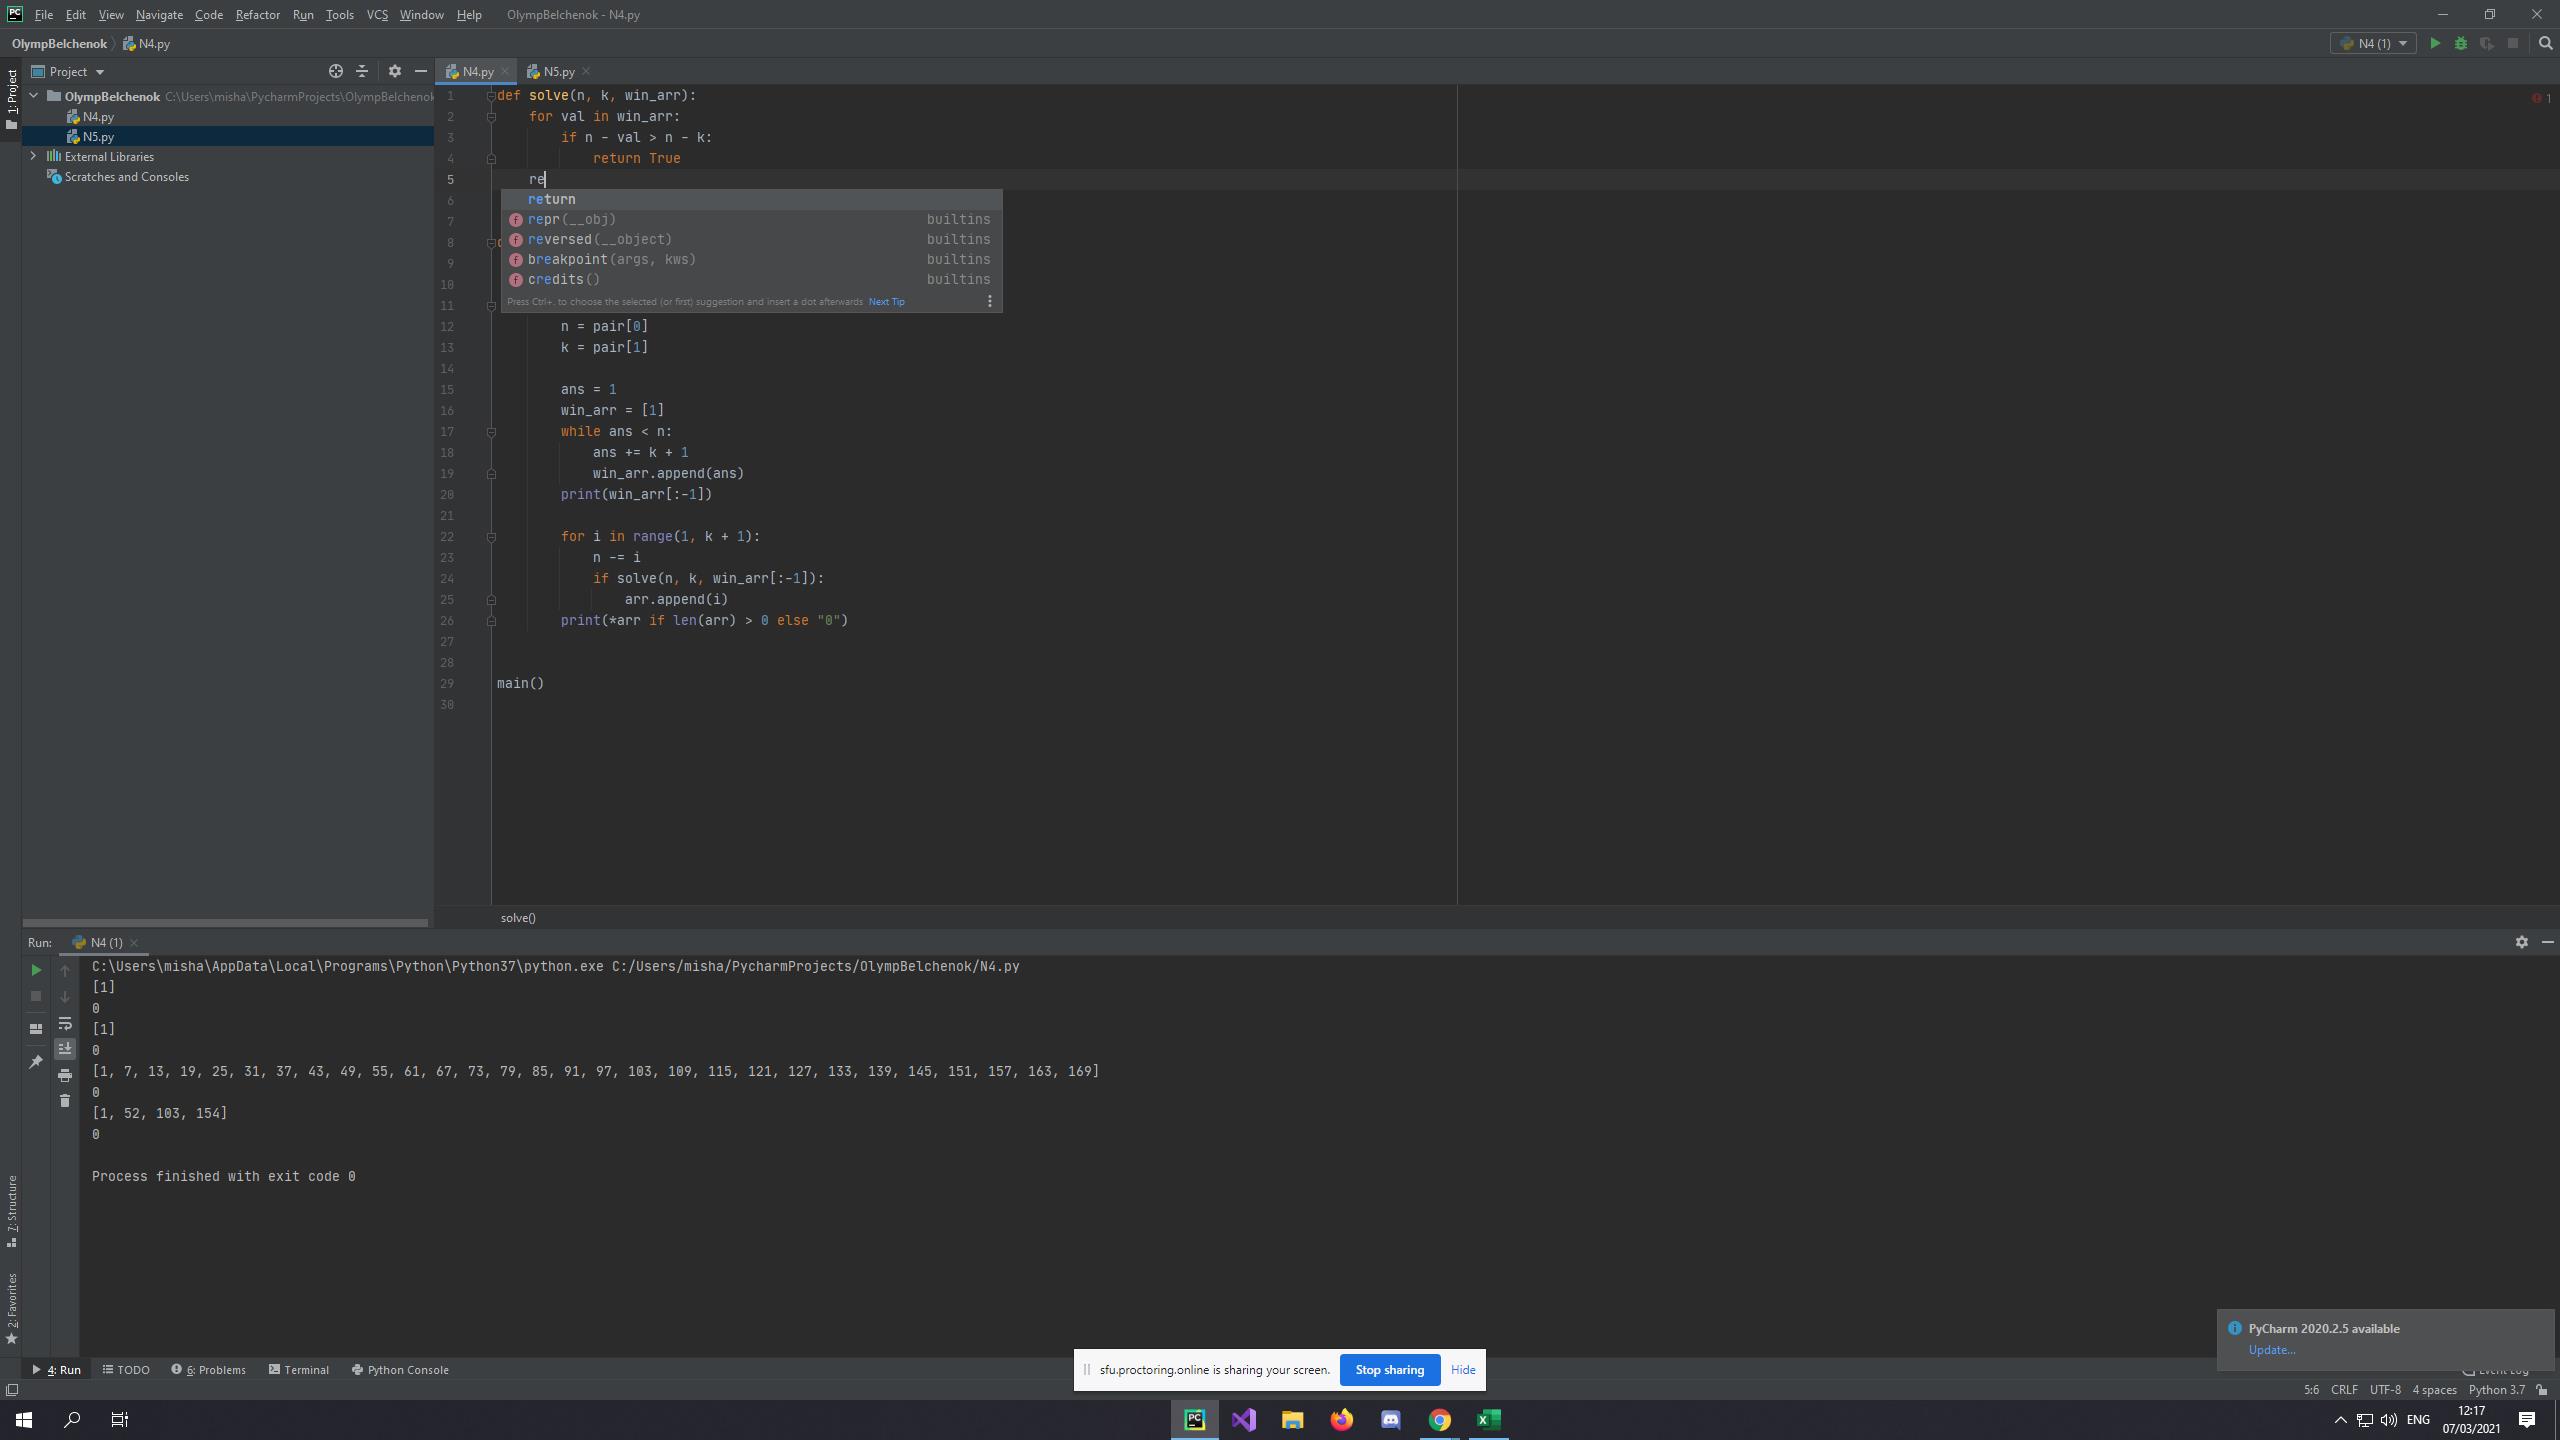 File Edit View Navigate Code Refactor Run Tools VCS Window Help OlympBelchenok - N4.py
OlympBelchenok N4.py N4 (1)
Project N4.py N5.py
1: Project
OlympBelchenok C:\Users\misha\PycharmProjects\OlympBelchenok
N4.py
N5.py
External Libraries
Scratches and Consoles
1 def solve(n, k, win_arr):
1
2 for val in win_arr:
3 if n - val > n - k:
4 return True
5 re
6 return
7 repr(__obj) builtins
8 reversed(__object) builtins
9 breakpoint(args, kws) builtins
10 credits() builtins
11 Press Ctrl+. to choose the selected (or first) suggestion and insert a dot afterwards Next Tip
12 n = pair[0]
13 k = pair[1]
14
15 ans = 1
16 win_arr = [1]
17 while ans < n:
18 ans += k + 1
19 win_arr.append(ans)
20 print(win_arr[:-1])
21
22 for i in range(1, k + 1):
23 n -= i
24 if solve(n, k, win_arr[:-1]):
25 arr.append(i)
26 print(*arr if len(arr) > 0 else "0")
27
28
29 main()
30
solve()
Run: N4 (1)
C:\Users\misha\AppData\Local\Programs\Python\Python37\python.exe C:/Users/misha/PycharmProjects/OlympBelchenok/N4.py
[1]
0
[1]
0
[1, 7, 13, 19, 25, 31, 37, 43, 49, 55, 61, 67, 73, 79, 85, 91, 97, 103, 109, 115, 121, 127, 133, 139, 145, 151, 157, 163, 169]
0
[1, 52, 103, 154]
0
Process finished with exit code 0
7: Structure
2: Favorites
PyCharm 2020.2.5 available
Update...
4: Run TODO 6: Problems Terminal Python Console
Event Log
sfu.proctoring.online is sharing your screen. Stop sharing Hide
5:6 CRLF UTF-8 4 spaces Python 3.7
ENG
12:17
07/03/2021